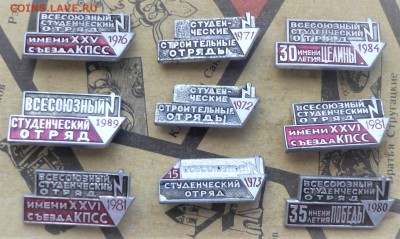 COINS.LAVE.RU
ВСЕСОЮЗНЫЙ
СТУДЕНЧЕСКИЙ
ОТРЯД
ИМЕНИ XXV
СЪЕЗДА КПСС
1976
СТУДЕН-
ЧЕСКИЕ
1971
СТРОИТЕЛЬНЫЕ
ОТРЯДЫ
ВСЕСОЮЗНЫЙ
СТУДЕНЧЕСКИЙ
ОТРЯД
30 ИМЕНИ
ЛЕТИЯ ЦЕЛИНЫ
1984
ВСЕСОЮЗНЫЙ
СТУДЕНЧЕСКИЙ
ОТРЯД
1989
СТУДЕН-
ЧЕСКИЕ
1972
СТРОИТЕЛЬНЫЕ
ОТРЯДЫ
ВСЕСОЮЗНЫЙ
СТУДЕНЧЕСКИЙ
ОТРЯД
ИМЕНИ XXVI
СЪЕЗДА КПСС
1981
ВСЕСОЮЗНЫЙ
СТУДЕНЧЕСКИЙ
ОТРЯД
ИМЕНИ XXVI
СЪЕЗДА КПСС
1981
15
СТУДЕНЧЕСКИЙ
ОТРЯД
1973
ВСЕСОЮЗНЫЙ
СТУДЕНЧЕСКИЙ
ОТРЯД
35 ИМЕНИ
ЛЕТИЯ ПОБЕДЫ
1980